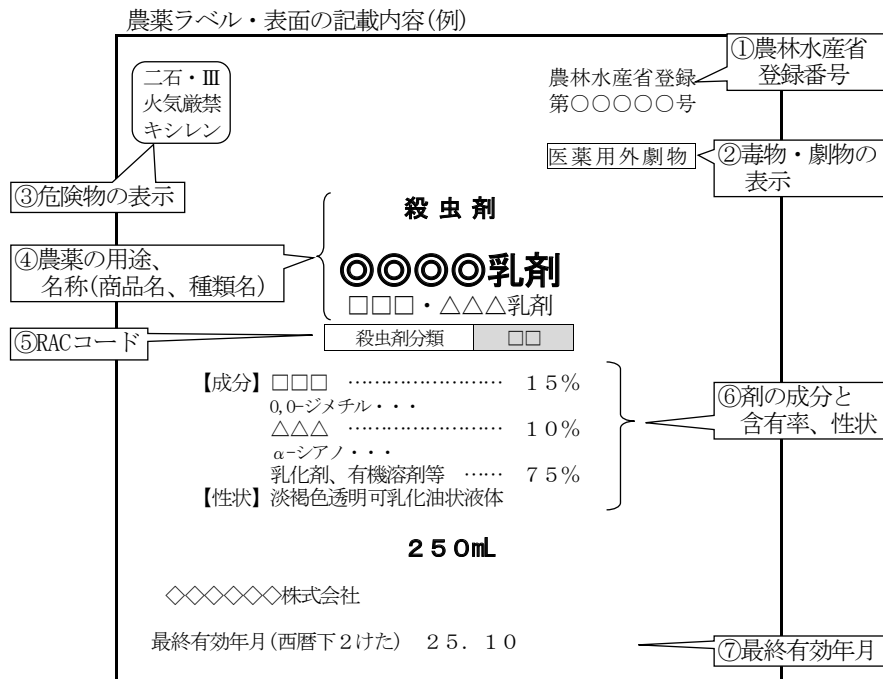 農薬ラベル・表面の記載内容(例)
①農林水産省
登録番号
二石・Ⅲ
火気厳禁
キシレン
農林水産省登録
第○○○○○号
医薬用外劇物
②毒物・劇物の
表示
③危険物の表示
殺虫剤
④農薬の用途、
名称(商品名、種類名)
◎◎◎◎乳剤
□□□・△△△乳剤
⑤RACコード
殺虫剤分類 □□
【成分】□□□ …………………… 15%
0,0-ジメチル・・・
△△△ …………………… 10%
α-シアノ・・・
乳化剤、有機溶剤等 …… 75%
【性状】淡褐色透明可乳化油状液体
⑥剤の成分と
含有率、性状
250mL
◇◇◇◇◇◇株式会社
最終有効年月(西暦下2けた) 25.10
⑦最終有効年月